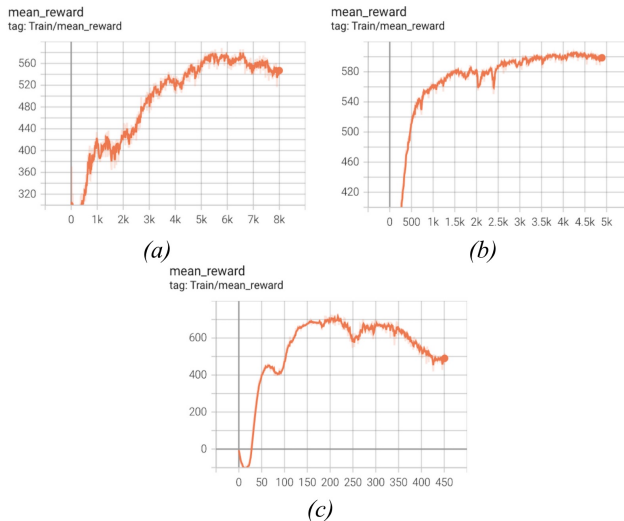 mean_reward
tag: Train/mean_reward
560
520
480
440
400
360
320
0 1k 2k 3k 4k 5k 6k 7k 8k
(a)
mean_reward
tag: Train/mean_reward
580
540
500
460
420
0 500 1k 1.5k 2k 2.5k 3k 3.5k 4k 4.5k 5k
(b)
mean_reward
tag: Train/mean_reward
600
400
200
0
0 50 100 150 200 250 300 350 400 450
(c)